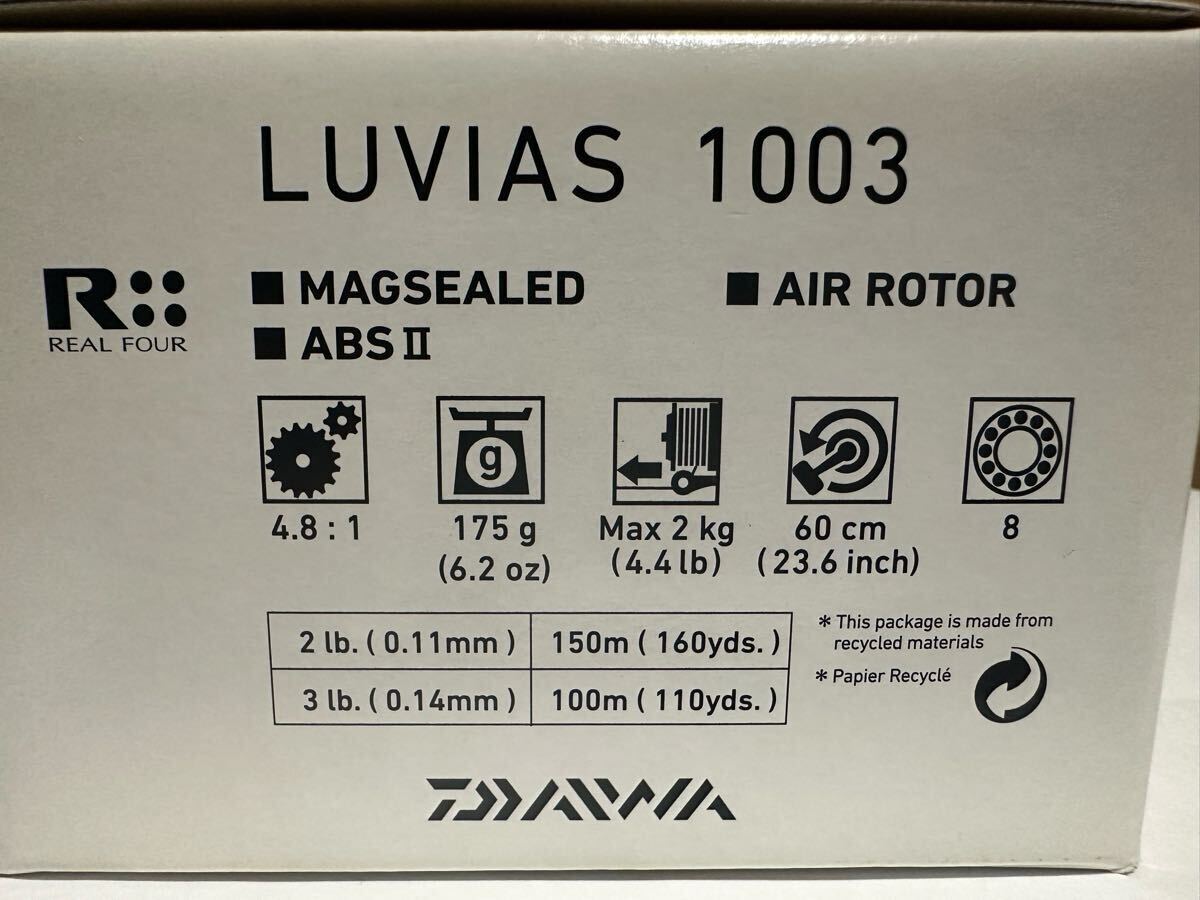 LUVIAS 1003
R
REAL FOUR
■ MAGSEALED
■ AIR ROTOR
■ ABS Ⅱ
g
4.8 : 1
175 g
(6.2 oz)
Max 2 kg
(4.4 lb)
60 cm
(23.6 inch)
8
2 lb. ( 0.11mm ) 150m ( 160yds. )
3 lb. ( 0.14mm ) 100m ( 110yds. )
* This package is made from
recycled materials
* Papier Recyclé
DAIWA